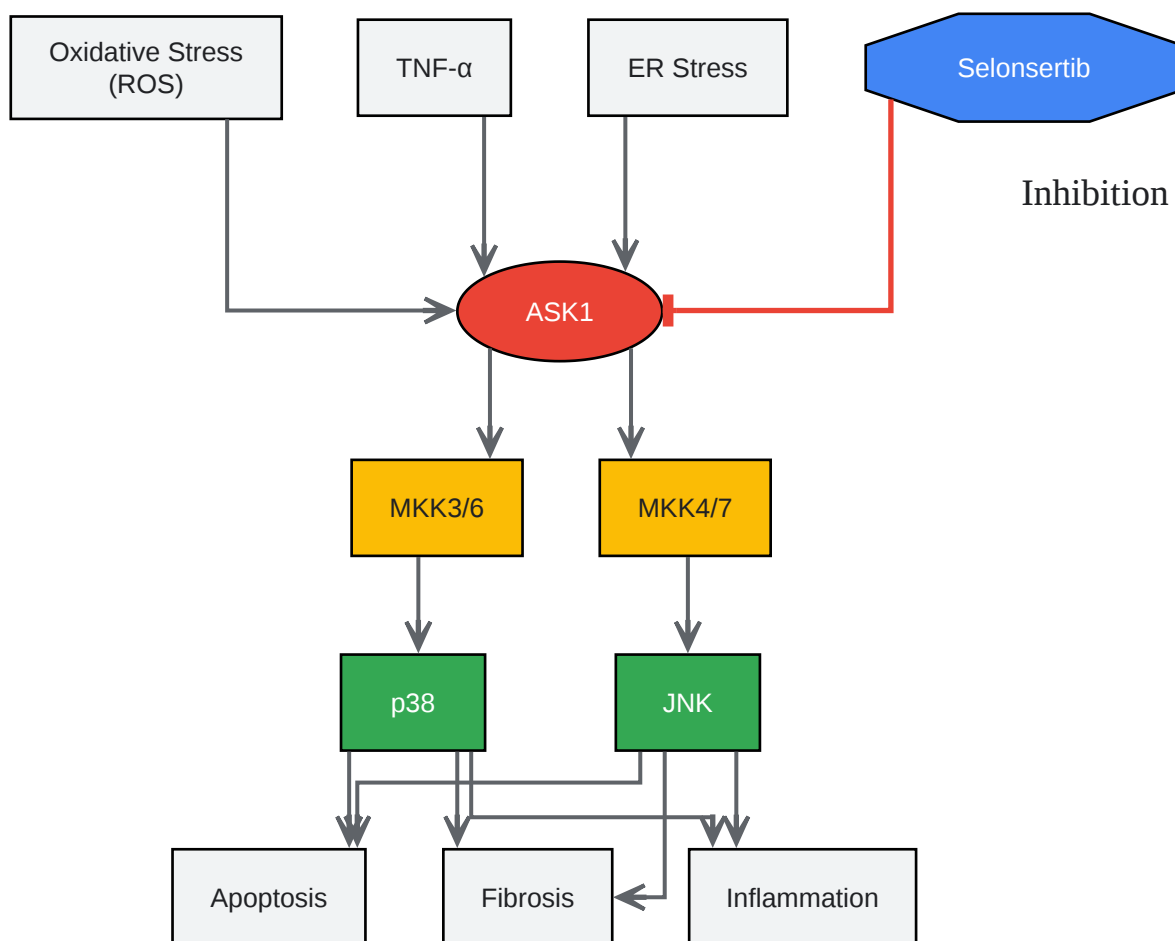 Oxidative Stress
(ROS)
TNF-α
ER Stress
Selonsertib
Inhibition
ASK1
MKK3/6
MKK4/7
p38
JNK
Apoptosis
Fibrosis
Inflammation